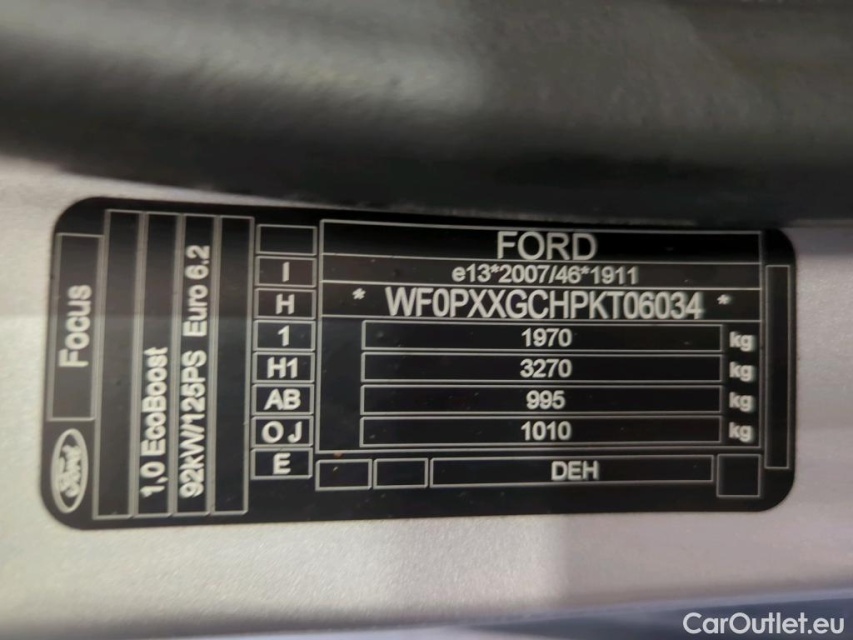 FORD
e13*2007/46*1911
* WF0PXXGCHPKT06034 *
1970 kg
3270 kg
995 kg
1010 kg
DEH
I
H
1
H1
AB
OJ
E
Focus
Ford
1,0 EcoBoost
92kW/125PS Euro 6.2
CarOutlet.eu